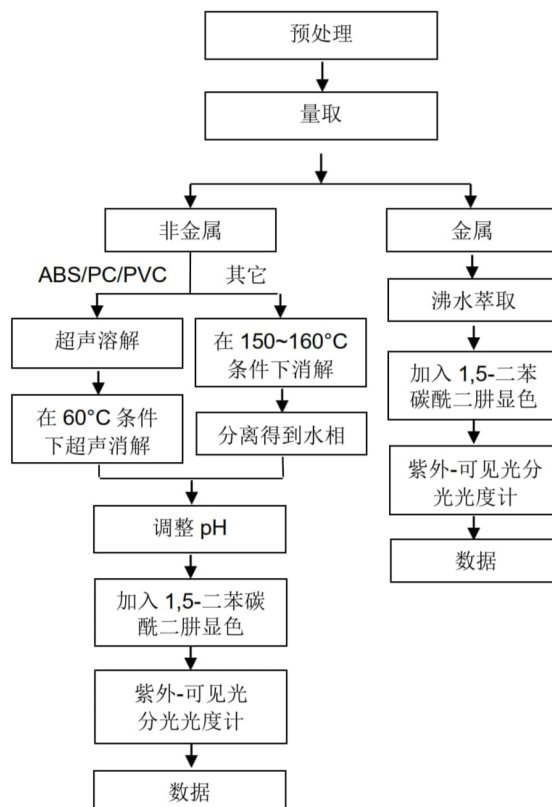 预处理
量取
非金属
金属
ABS/PC/PVC
其它
沸水萃取
超声溶解
在 150~160°C
条件下消解
加入 1,5-二苯
碳酰二肼显色
在 60°C 条件
下超声消解
分离得到水相
紫外-可见光分
光光度计
调整 pH
数据
加入 1,5-二苯碳
酰二肼显色
紫外-可见光
分光光度计
数据